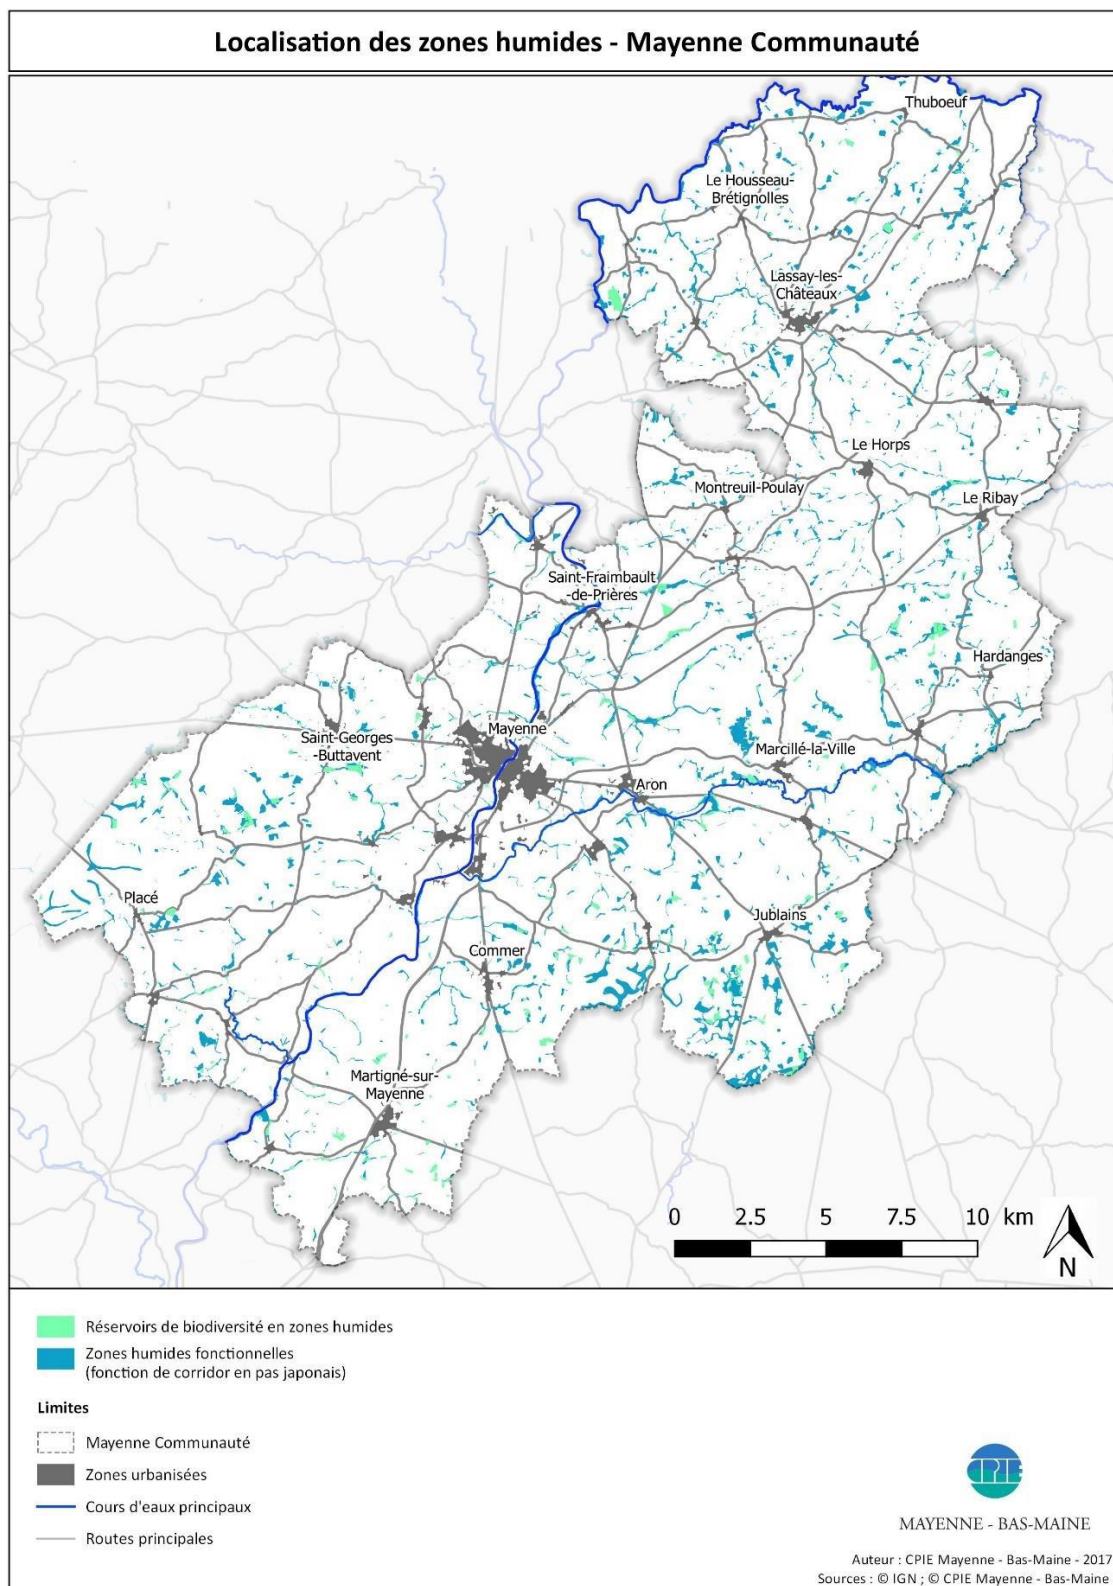 Localisation des zones humides - Mayenne Communauté
Thuboeuf
Le Housseau-
Brétignolles
Lassay-les-
Châteaux
Le Horps
Montreuil-Poulay
Le Ribay
Saint-Fraimbault
-de-Prières
Hardanges
Mayenne
Saint-Georges
-Buttavent
Marcillé-la-Ville
Aron
Placé
Jublains
Commer
Martigné-sur-
Mayenne
0 2.5 5 7.5 10 km
N
Réservoirs de biodiversité en zones humides
Zones humides fonctionnelles
(fonction de corridor en pas japonais)
Limites
Mayenne Communauté
Zones urbanisées
Cours d'eaux principaux
Routes principales
CPIE
MAYENNE - BAS-MAINE
Auteur : CPIE Mayenne - Bas-Maine - 2017
Sources : © IGN ; © CPIE Mayenne - Bas-Maine